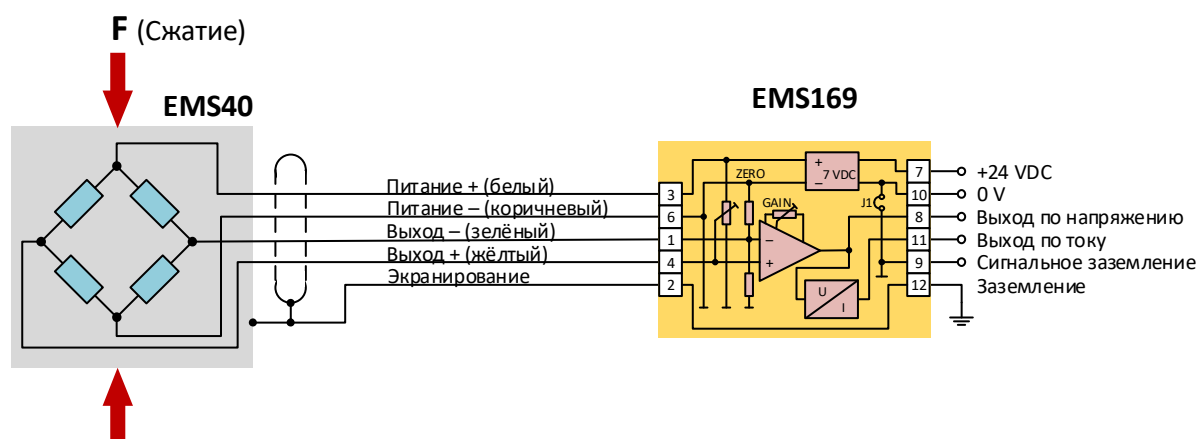 F (Сжатие)
EMS40
EMS169
Питание + (белый)
Питание – (коричневый)
Выход – (зелёный)
Выход + (жёлтый)
Экранирование
3
6
1
4
2
ZERO
GAIN
+
7 VDC
–
J1
–
+
U
I
7
10
8
11
9
12
+24 VDC
0 V
Выход по напряжению
Выход по току
Сигнальное заземление
Заземление